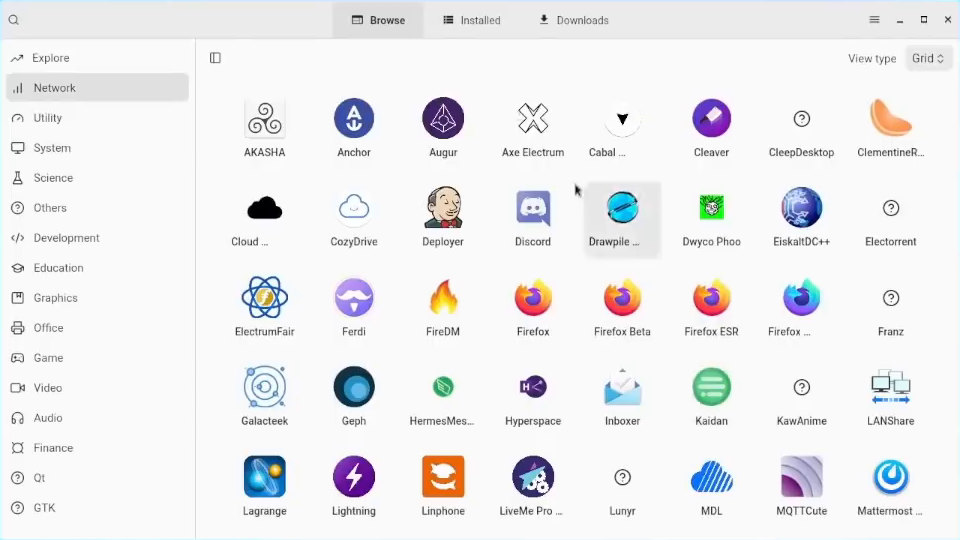 Browse
Installed
Downloads
Explore
Network
Utility
System
Science
Others
Development
Education
Graphics
Office
Game
Video
Audio
Finance
Qt
GTK
View type
Grid
AKASHA
Anchor
Augur
Axe Electrum
Cabal ...
Cleaver
CleepDesktop
ClementineR...
Cloud ...
CozyDrive
Deployer
Discord
Drawpile ...
Dwyco Phoo
EiskaltDC++
Electorrent
ElectrumFair
Ferdi
FireDM
Firefox
Firefox Beta
Firefox ESR
Firefox ...
Franz
Galacteek
Geph
HermesMes...
Hyperspace
Inboxer
Kaidan
KawAnime
LANShare
Lagrange
Lightning
Linphone
LiveMe Pro ...
Lunyr
MDL
MQTTCute
Mattermost ...